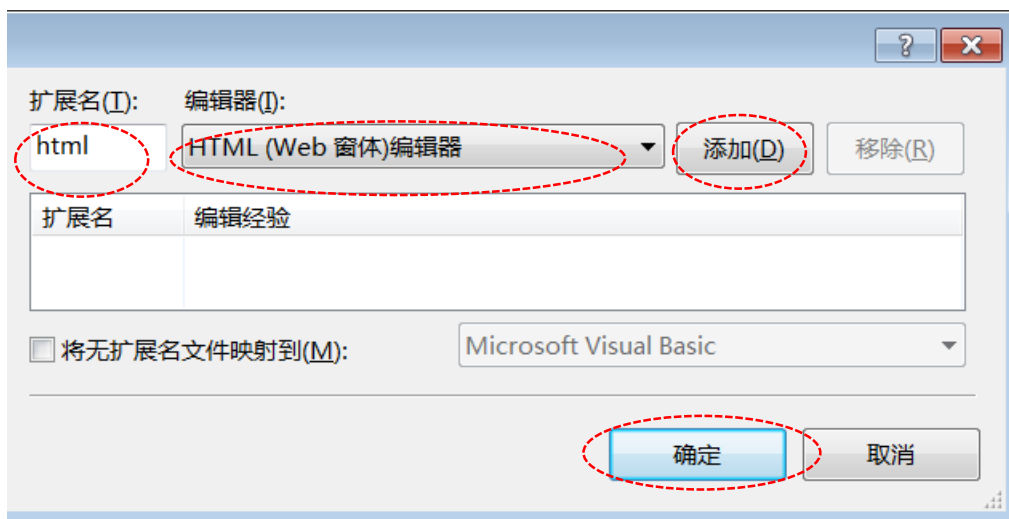 扩展名(T): 编辑器(I):
html HTML (Web 窗体)编辑器 添加(D) 移除(R)
扩展名 编辑经验
将无扩展名文件映射到(M): Microsoft Visual Basic
确定 取消